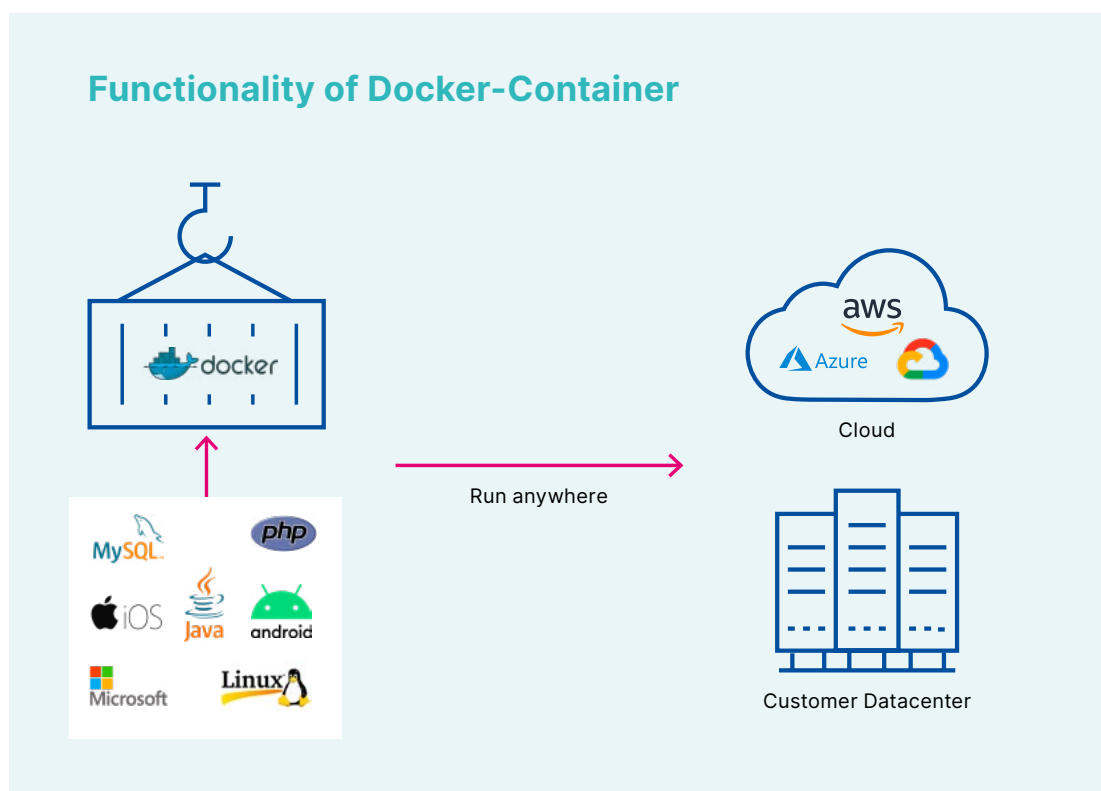 Functionality of Docker-Container
docker
MySQL
php
iOS
Java
android
Microsoft
Linux
Run anywhere
aws
Azure
Cloud
Customer Datacenter